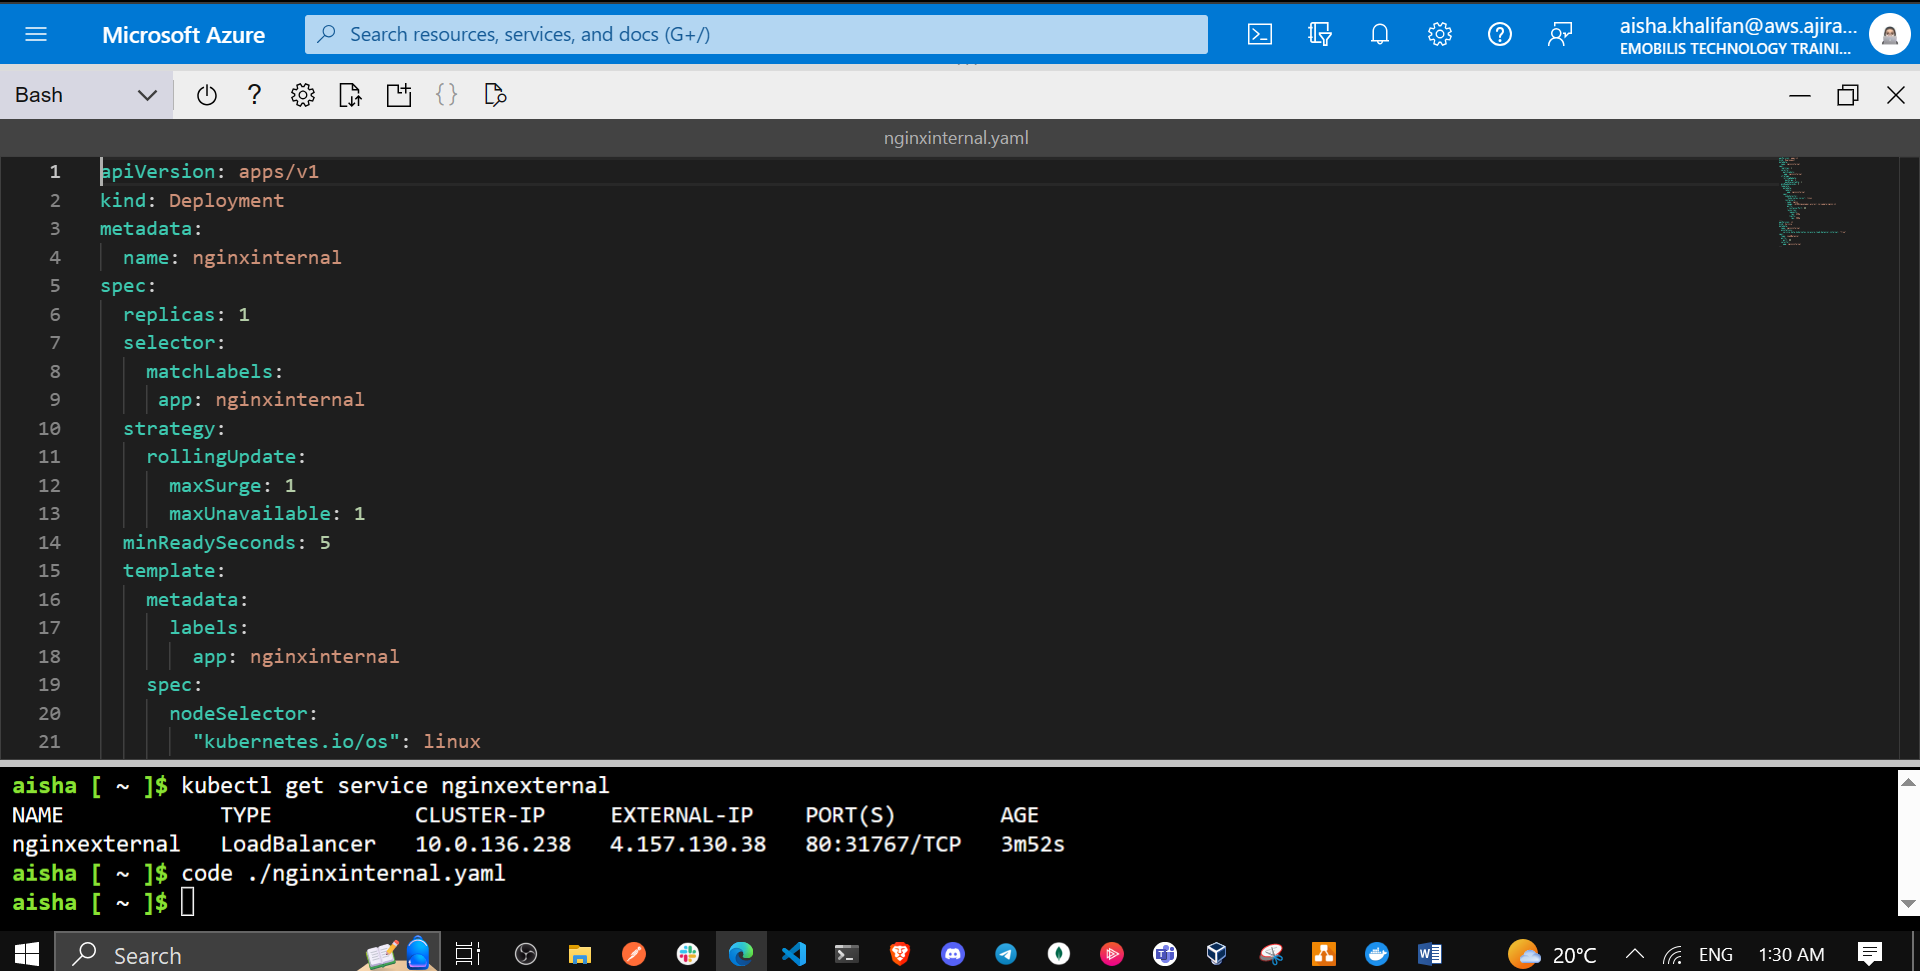 Microsoft Azure
Search resources, services, and docs (G+/)
aisha.khalifan@aws.ajira...
EMOBILIS TECHNOLOGY TRAINI...
Bash
nginxinternal.yaml
1 apiVersion: apps/v1
2 kind: Deployment
3 metadata:
4 name: nginxinternal
5 spec:
6 replicas: 1
7 selector:
8 matchLabels:
9 app: nginxinternal
10 strategy:
11 rollingUpdate:
12 maxSurge: 1
13 maxUnavailable: 1
14 minReadySeconds: 5
15 template:
16 metadata:
17 labels:
18 app: nginxinternal
19 spec:
20 nodeSelector:
21 "kubernetes.io/os": linux
aisha [ ~ ]$ kubectl get service nginxexternal
NAME TYPE CLUSTER-IP EXTERNAL-IP PORT(S) AGE
nginxexternal LoadBalancer 10.0.136.238 4.157.130.38 80:31767/TCP 3m52s
aisha [ ~ ]$ code ./nginxinternal.yaml
aisha [ ~ ]$
Search
20°C
ENG
1:30 AM